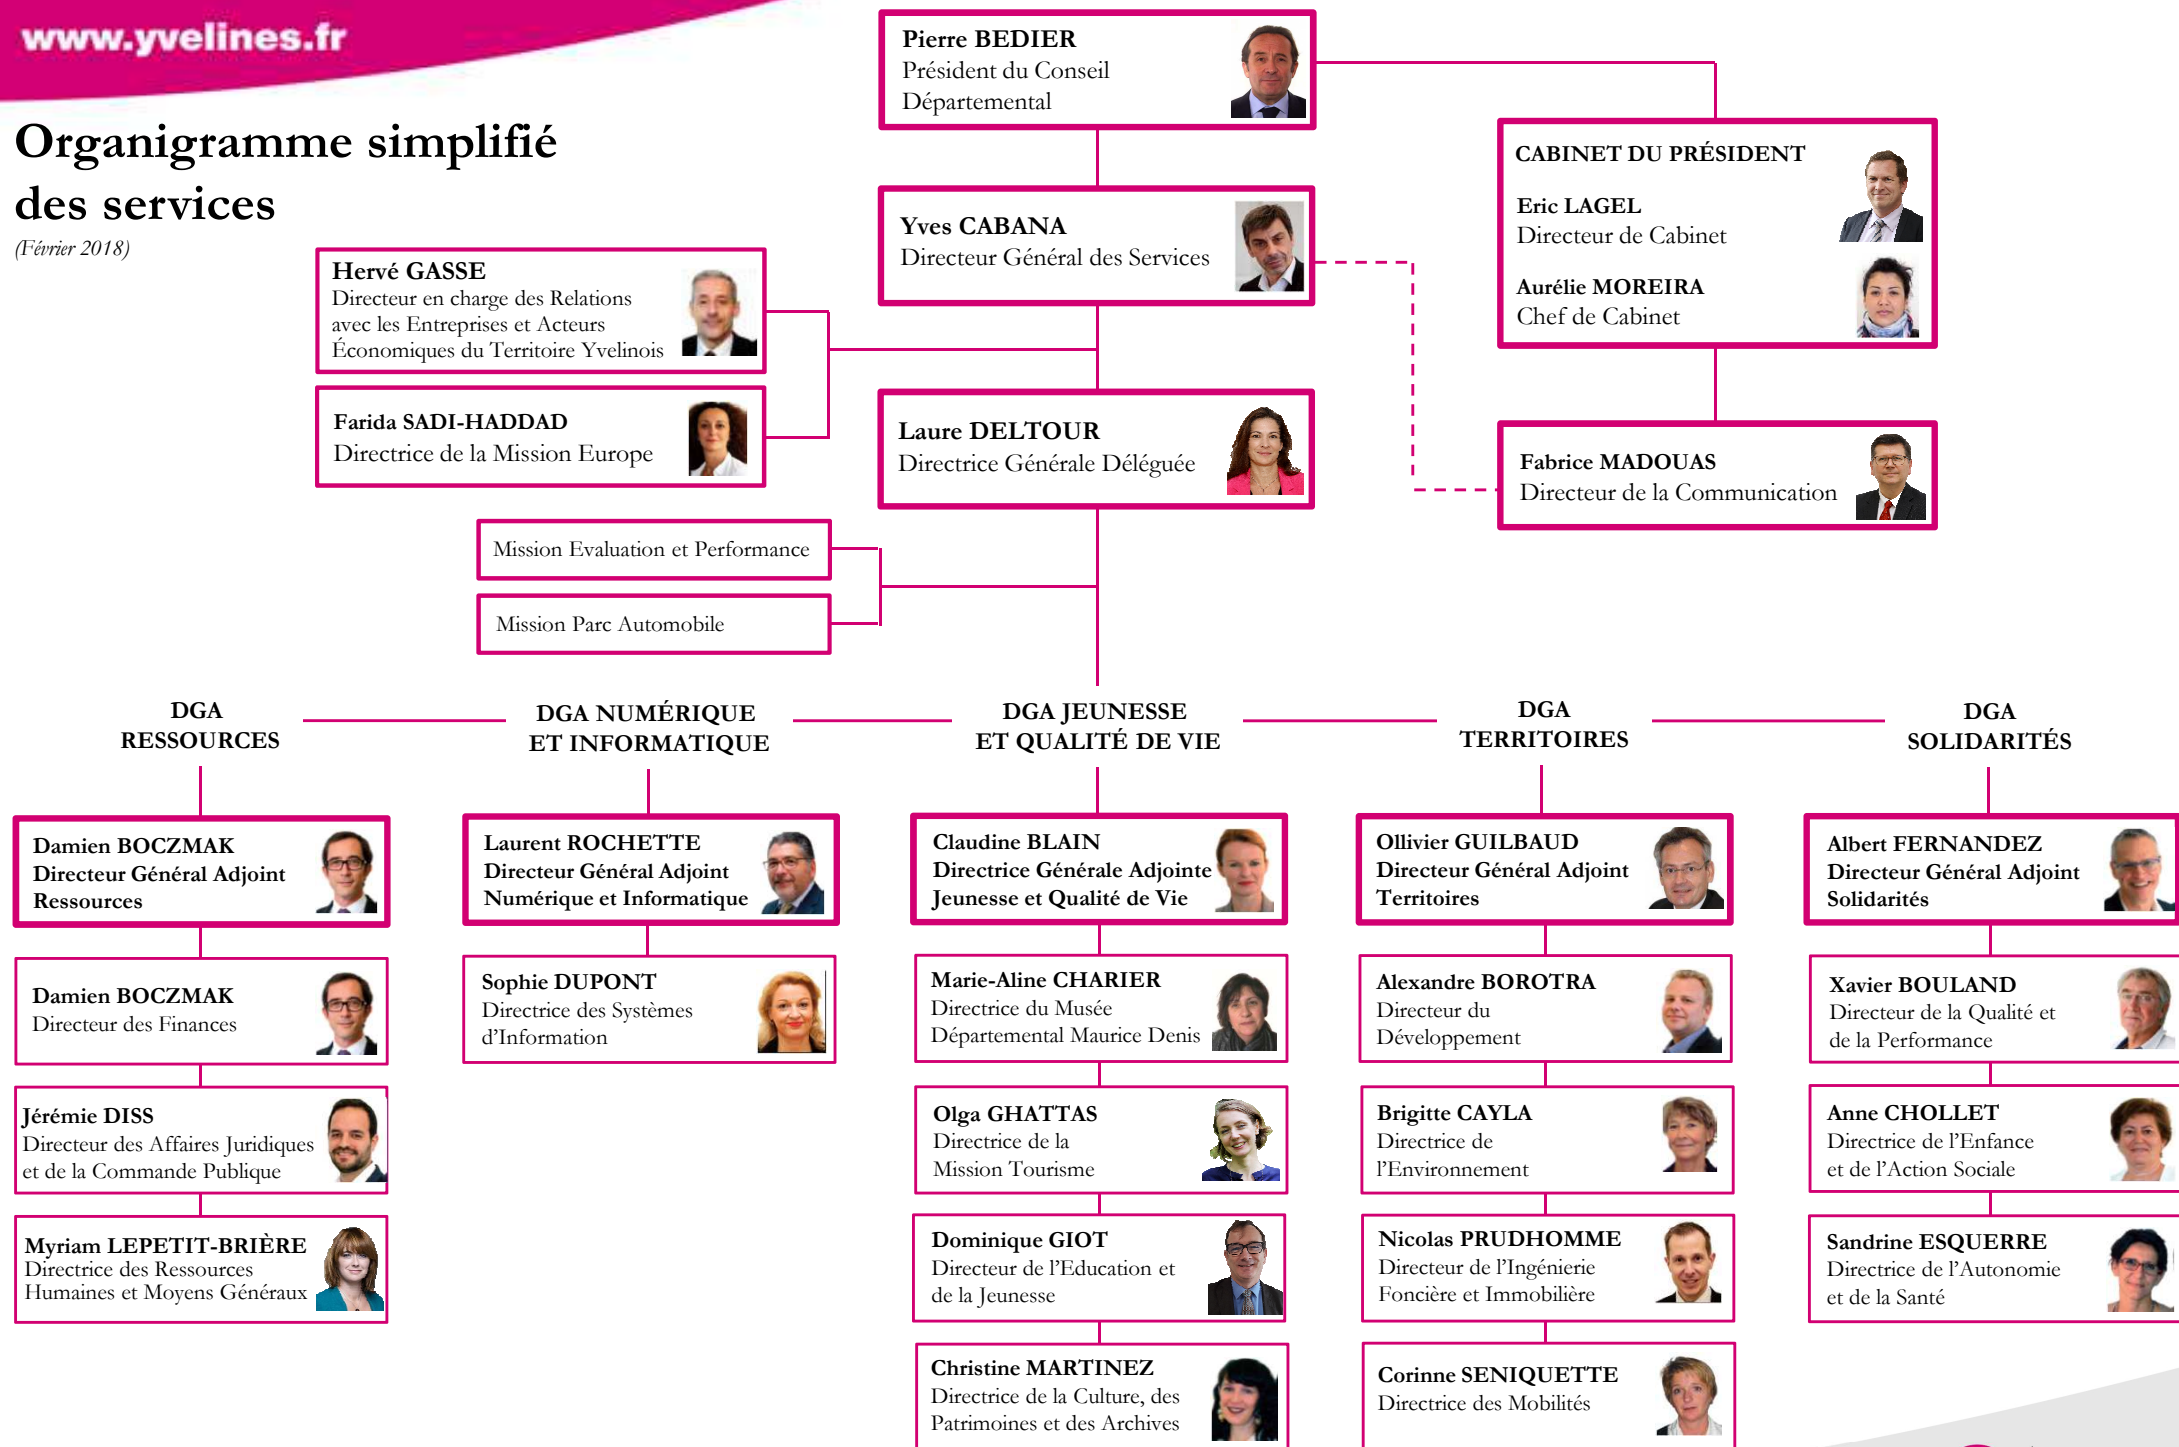 www.yvelines.fr
Organigramme simplifié
des services
(Février 2018)
Pierre BEDIER
Président du Conseil
Départemental
CABINET DU PRÉSIDENT
Eric LAGEL
Directeur de Cabinet
Aurélie MOREIRA
Chef de Cabinet
Yves CABANA
Directeur Général des Services
Hervé GASSE
Directeur en charge des Relations
avec les Entreprises et Acteurs
Économiques du Territoire Yvelinois
Farida SADI-HADDAD
Directrice de la Mission Europe
Laure DELTOUR
Directrice Générale Déléguée
Fabrice MADOUAS
Directeur de la Communication
Mission Evaluation et Performance
Mission Parc Automobile
DGA
RESSOURCES
DGA NUMÉRIQUE
ET INFORMATIQUE
DGA JEUNESSE
ET QUALITÉ DE VIE
DGA
TERRITOIRES
DGA
SOLIDARITÉS
Damien BOCZMAK
Directeur Général Adjoint
Ressources
Damien BOCZMAK
Directeur des Finances
Jérémie DISS
Directeur des Affaires Juridiques
et de la Commande Publique
Myriam LEPETIT-BRIÈRE
Directrice des Ressources
Humaines et Moyens Généraux
Laurent ROCHETTE
Directeur Général Adjoint
Numérique et Informatique
Sophie DUPONT
Directrice des Systèmes
d'Information
Claudine BLAIN
Directrice Générale Adjointe
Jeunesse et Qualité de Vie
Marie-Aline CHARIER
Directrice du Musée
Départemental Maurice Denis
Olga GHATTAS
Directrice de la
Mission Tourisme
Dominique GIOT
Directeur de l'Education et
de la Jeunesse
Christine MARTINEZ
Directrice de la Culture, des
Patrimoines et des Archives
Ollivier GUILBAUD
Directeur Général Adjoint
Territoires
Alexandre BOROTRA
Directeur du
Développement
Brigitte CAYLA
Directrice de
l'Environnement
Nicolas PRUDHOMME
Directeur de l'Ingénierie
Foncière et Immobilière
Corinne SENIQUETTE
Directrice des Mobilités
Albert FERNANDEZ
Directeur Général Adjoint
Solidarités
Xavier BOULAND
Directeur de la Qualité et
de la Performance
Anne CHOLLET
Directrice de l'Enfance
et de l'Action Sociale
Sandrine ESQUERRE
Directrice de l'Autonomie
et de la Santé